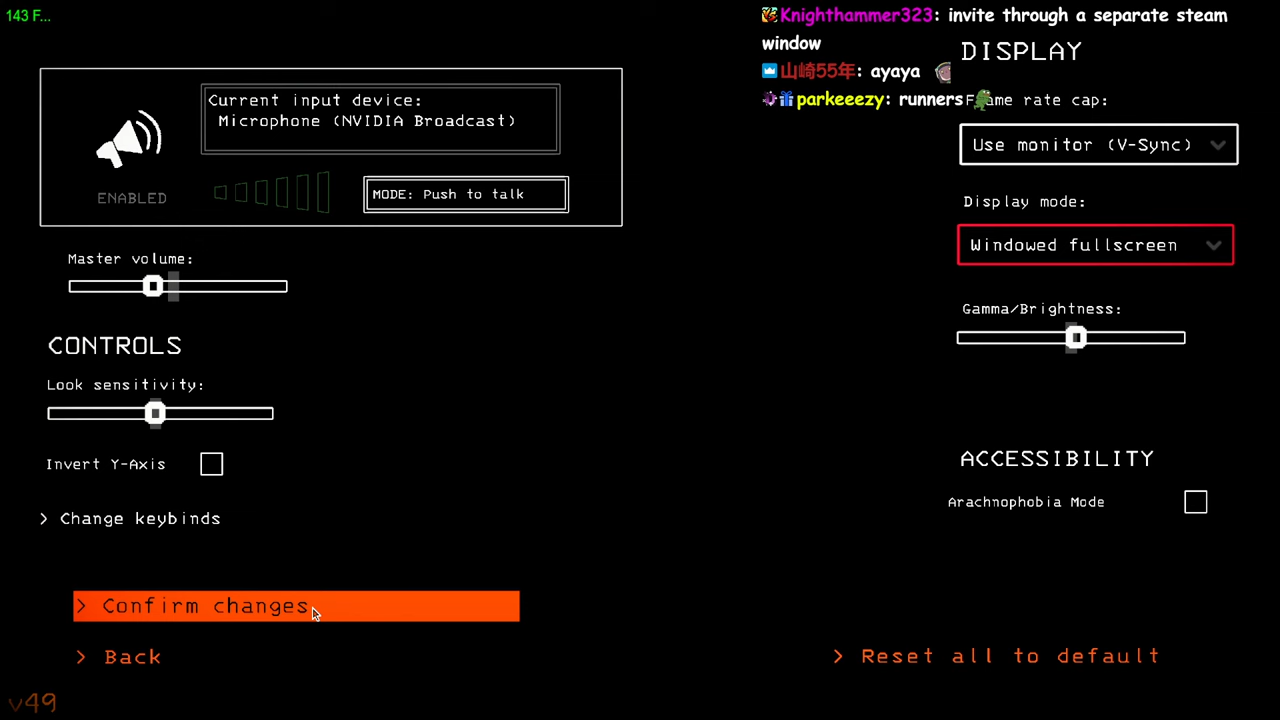 143 F...
Knighthammer323: invite through a separate steam
window
山崎55年: ayaya
parkeeezy: runners
Current input device:
Microphone (NVIDIA Broadcast)
ENABLED
MODE: Push to talk
Master volume:
CONTROLS
Look sensitivity:
Invert Y-Axis
> Change keybinds
> Confirm changes
> Back
v49
DISPLAY
Frame rate cap:
Use monitor (V-Sync)
Display mode:
Windowed fullscreen
Gamma/Brightness:
ACCESSIBILITY
Arachnophobia Mode
> Reset all to default